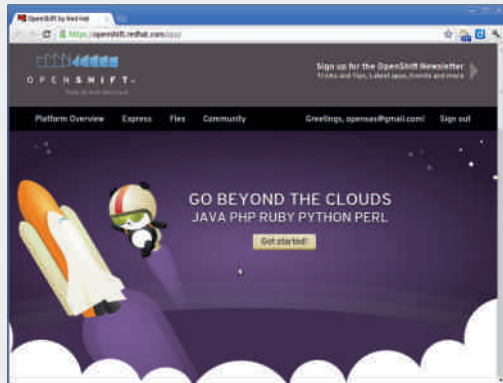 OpenShift by Red Hat
https://openshift.redhat.com/app/
OPENSHIFT
Sign up for the OpenShift Newsletter
Tricks and Tips, Latest apps, trends and more
Platform Overview Express Flex Community Greetings, opensas@gmail.com! Sign out
GO BEYOND THE CLOUDS
JAVA PHP RUBY PYTHON PERL
Get started!